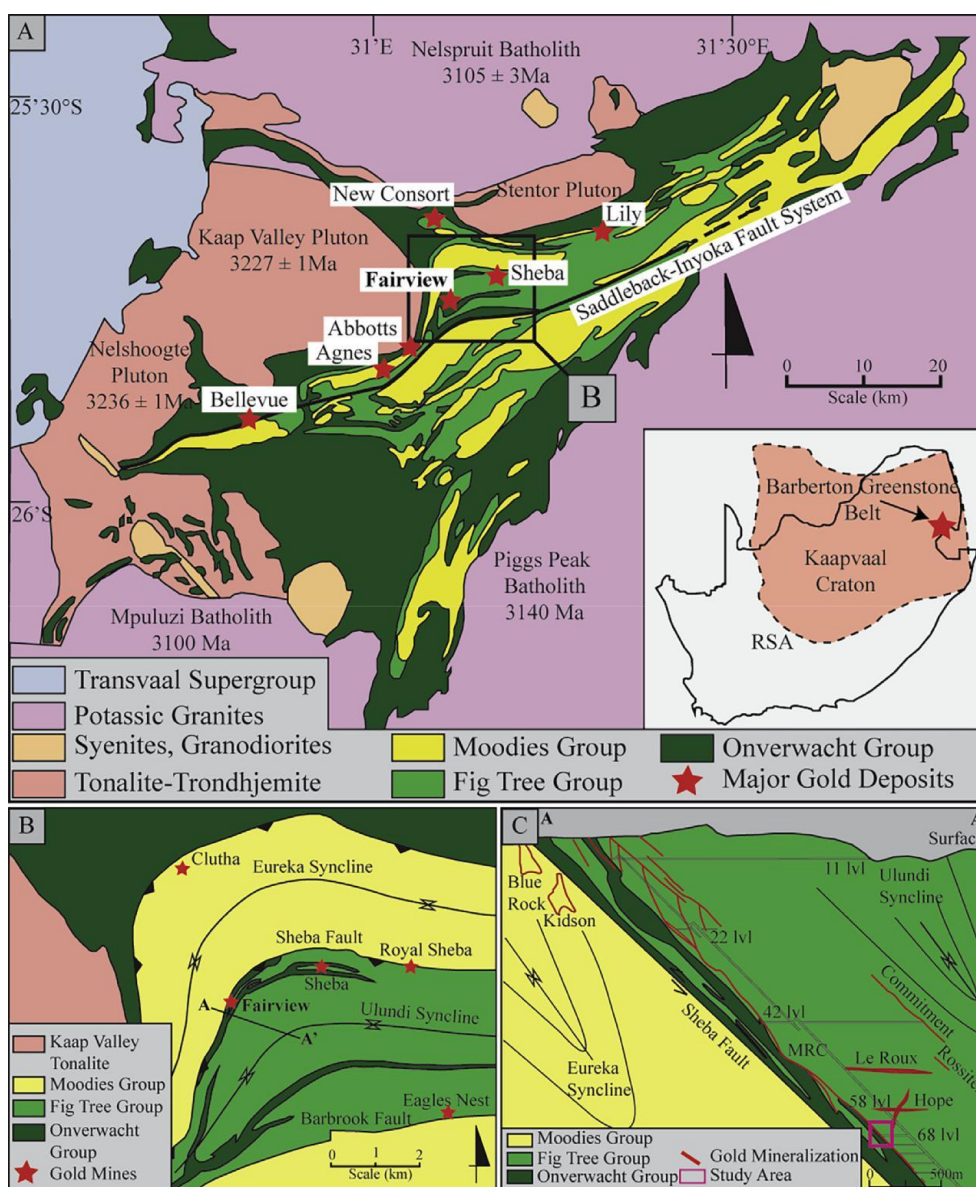 A
31'E
31'30°E
25'30°S
Nelspruit Batholith
3105 ± 3Ma
New Consort
Stentor Pluton
Lily
Kaap Valley Pluton
3227 ± 1Ma
Sheba
Fairview
Saddleback-Inyoka Fault System
Abbotts
Agnes
Nelshoogte
Pluton
3236 ± 1Ma
Bellevue
B
0 10 20
Scale (km)
26'S
Piggs Peak
Batholith
3140 Ma
Mpuluzi Batholith
3100 Ma
Barberton Greenstone
Belt
Kaapvaal
Craton
RSA
Transvaal Supergroup
Potassic Granites
Syenites, Granodiorites
Tonalite-Trondhjemite
Moodies Group
Fig Tree Group
Onverwacht Group
Major Gold Deposits
B
Clutha
Eureka Syncline
Sheba Fault
Royal Sheba
Sheba
A
Fairview
Ulundi Syncline
A'
Eagles Nest
Barbrook Fault
Kaap Valley
Tonalite
Moodies Group
Fig Tree Group
Onverwacht
Group
Gold Mines
0 1 2
Scale (km)
C
A
Surface
11 lvl
Ulundi
Syncline
Blue
Rock
Kidson
22 lvl
Commitment
42 lvl
Sheba Fault
MRC
Le Roux
Eureka
Syncline
58 lvl
Hope
68 lvl
Moodies Group
Fig Tree Group
Onverwacht Group
Gold Mineralization
Study Area
0 500m